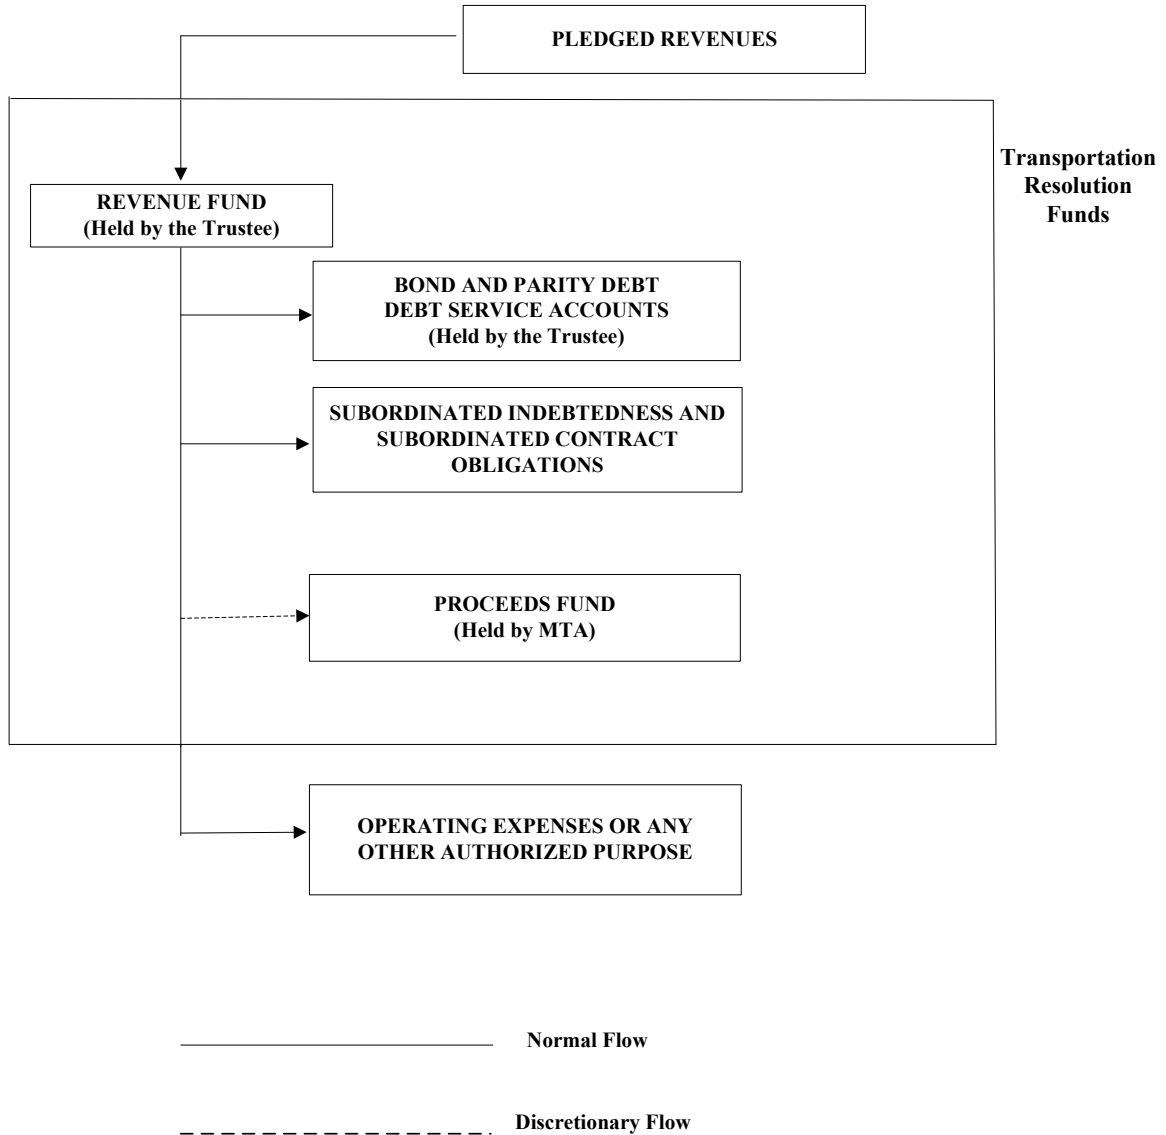 PLEDGED REVENUES
Transportation
Resolution
Funds
REVENUE FUND
(Held by the Trustee)
BOND AND PARITY DEBT
DEBT SERVICE ACCOUNTS
(Held by the Trustee)
SUBORDINATED INDEBTEDNESS AND
SUBORDINATED CONTRACT
OBLIGATIONS
PROCEEDS FUND
(Held by MTA)
OPERATING EXPENSES OR ANY
OTHER AUTHORIZED PURPOSE
Normal Flow
Discretionary Flow